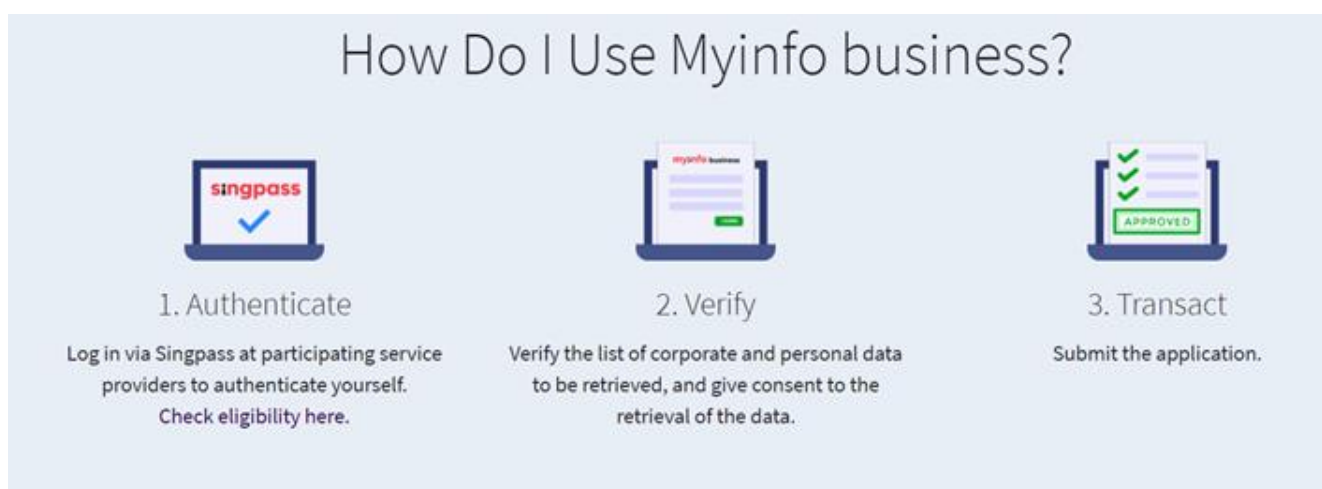 How Do I Use Myinfo business?
singpass
myinfo business
APPROVED
1. Authenticate
2. Verify
3. Transact
Log in via Singpass at participating service
providers to authenticate yourself.
Check eligibility here.
Verify the list of corporate and personal data
to be retrieved, and give consent to the
retrieval of the data.
Submit the application.